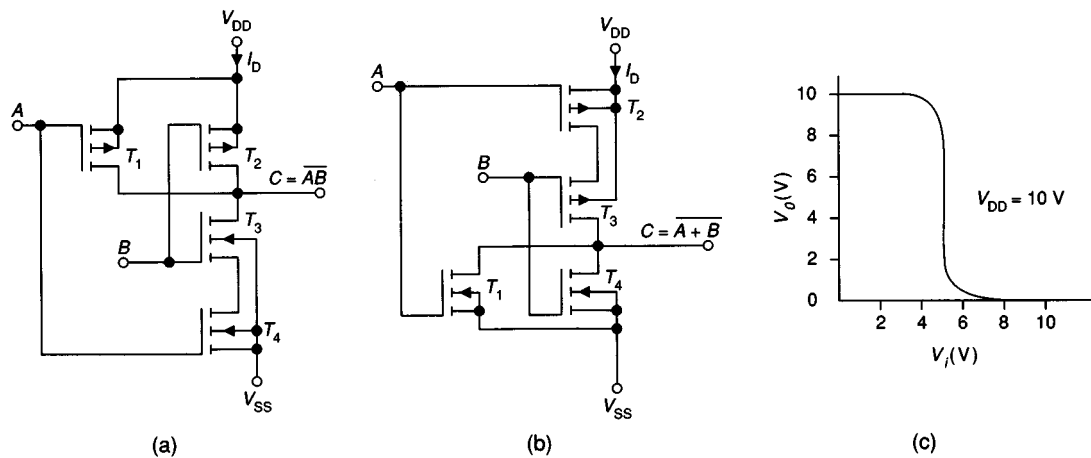 V_DD
I_D
A
T_1
T_2
C = \overline{AB}
T_3
B
T_4
V_SS
(a)
V_DD
I_D
A
T_2
B
T_3
C = \overline{A + B}
T_1
T_4
V_SS
(b)
10
8
6
4
2
0
V_0(V)
V_DD = 10 V
2 4 6 8 10
V_i(V)
(c)